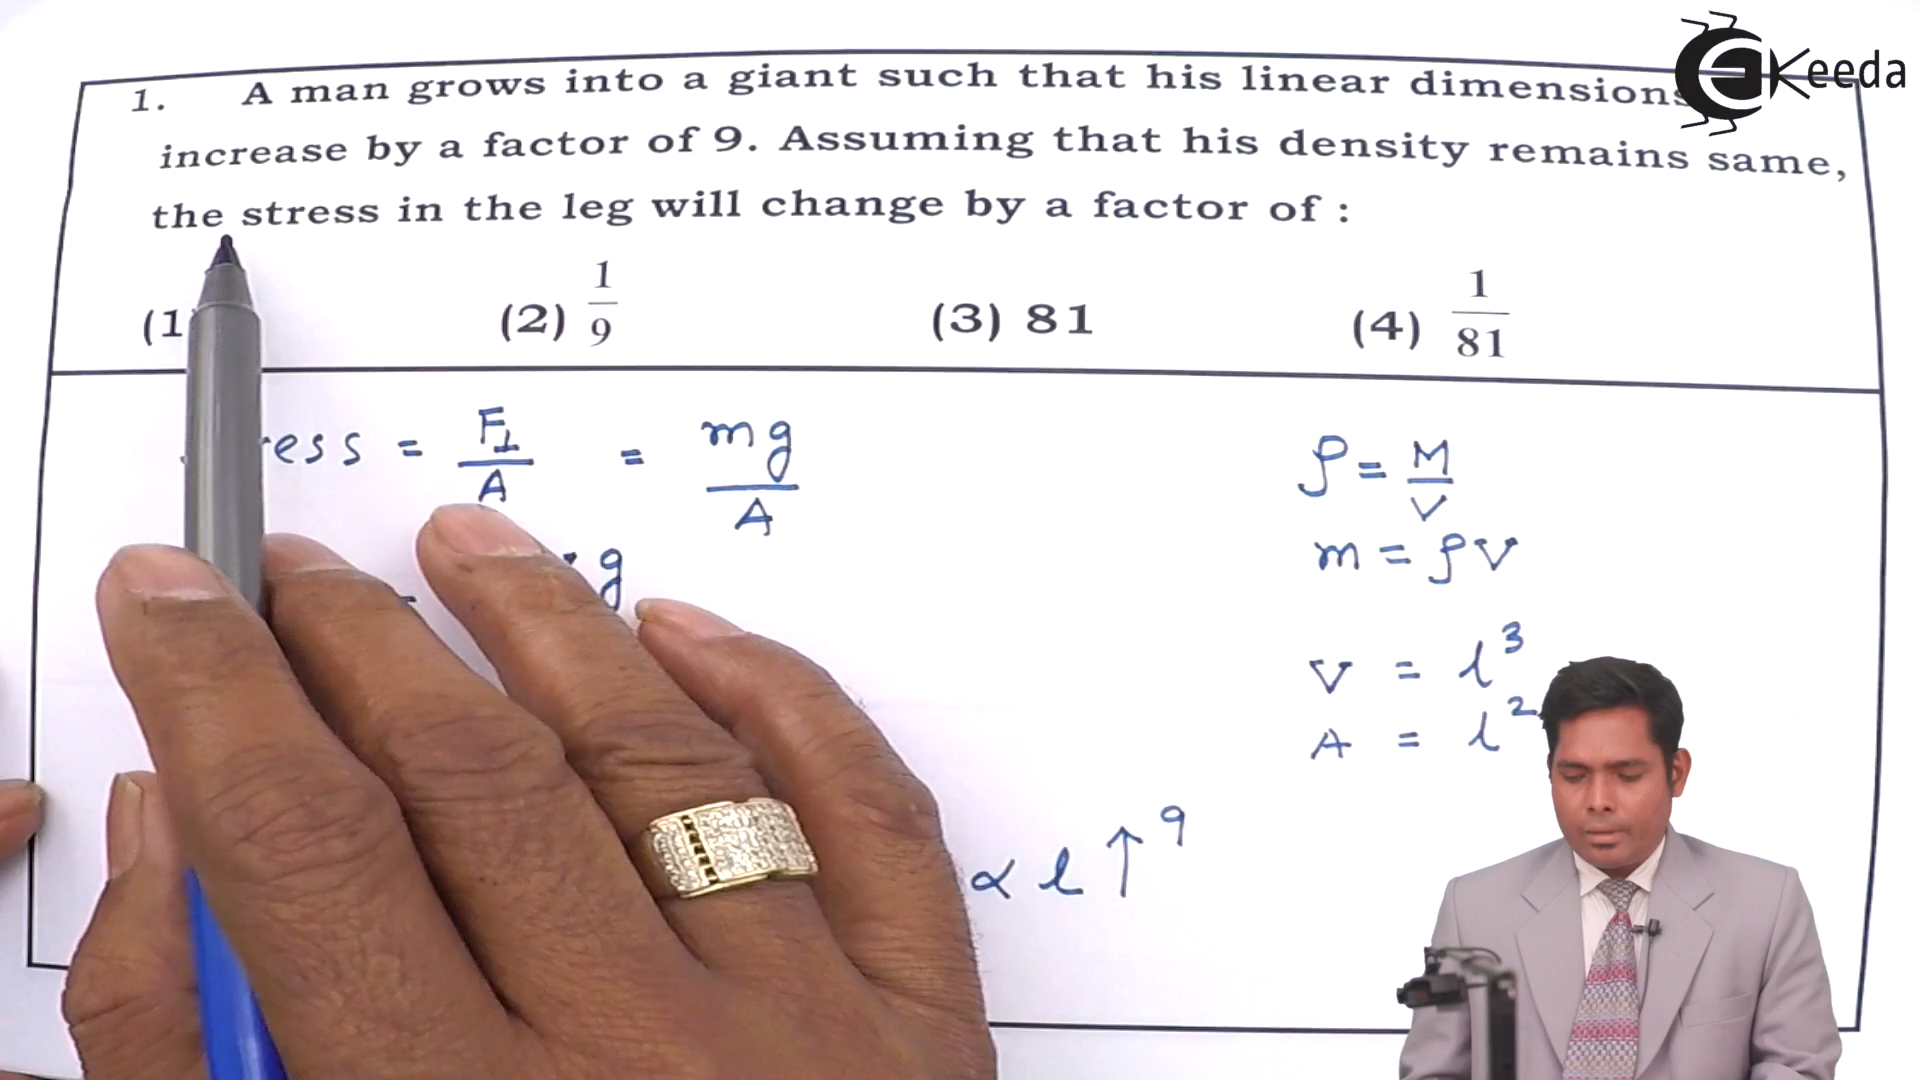 Keeda
1. A man grows into a giant such that his linear dimensions
increase by a factor of 9. Assuming that his density remains same,
the stress in the leg will change by a factor of :
(1 (2) 1/9 (3) 81 (4) 1/81
ress = F⊥/A = mg/A
ρ = M/V
g
m = ρV
V = l³
A = l²
∝ l ↑ 9